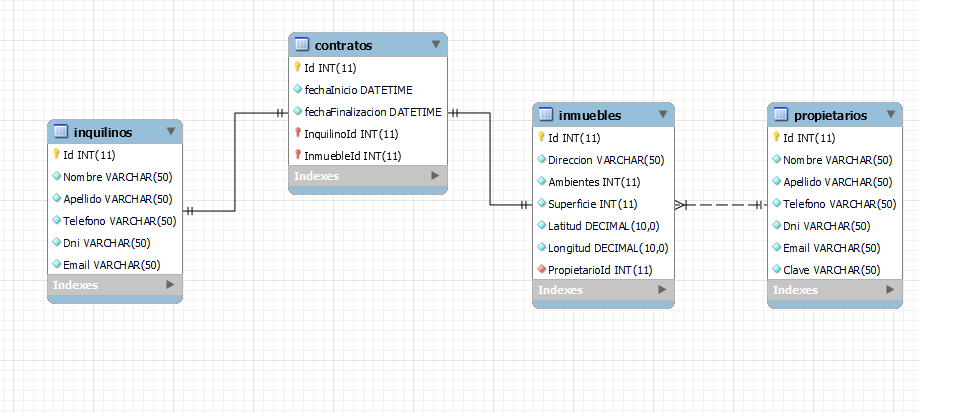 contratos
Id INT(11)
fechaInicio DATETIME
fechaFinalizacion DATETIME
InquilinoId INT(11)
InmuebleId INT(11)
Indexes
inquilinos
Id INT(11)
Nombre VARCHAR(50)
Apellido VARCHAR(50)
Telefono VARCHAR(50)
Dni VARCHAR(50)
Email VARCHAR(50)
Indexes
inmuebles
Id INT(11)
Direccion VARCHAR(50)
Ambientes INT(11)
Superficie INT(11)
Latitud DECIMAL(10,0)
Longitud DECIMAL(10,0)
PropietarioId INT(11)
Indexes
propietarios
Id INT(11)
Nombre VARCHAR(50)
Apellido VARCHAR(50)
Telefono VARCHAR(50)
Dni VARCHAR(50)
Email VARCHAR(50)
Clave VARCHAR(50)
Indexes